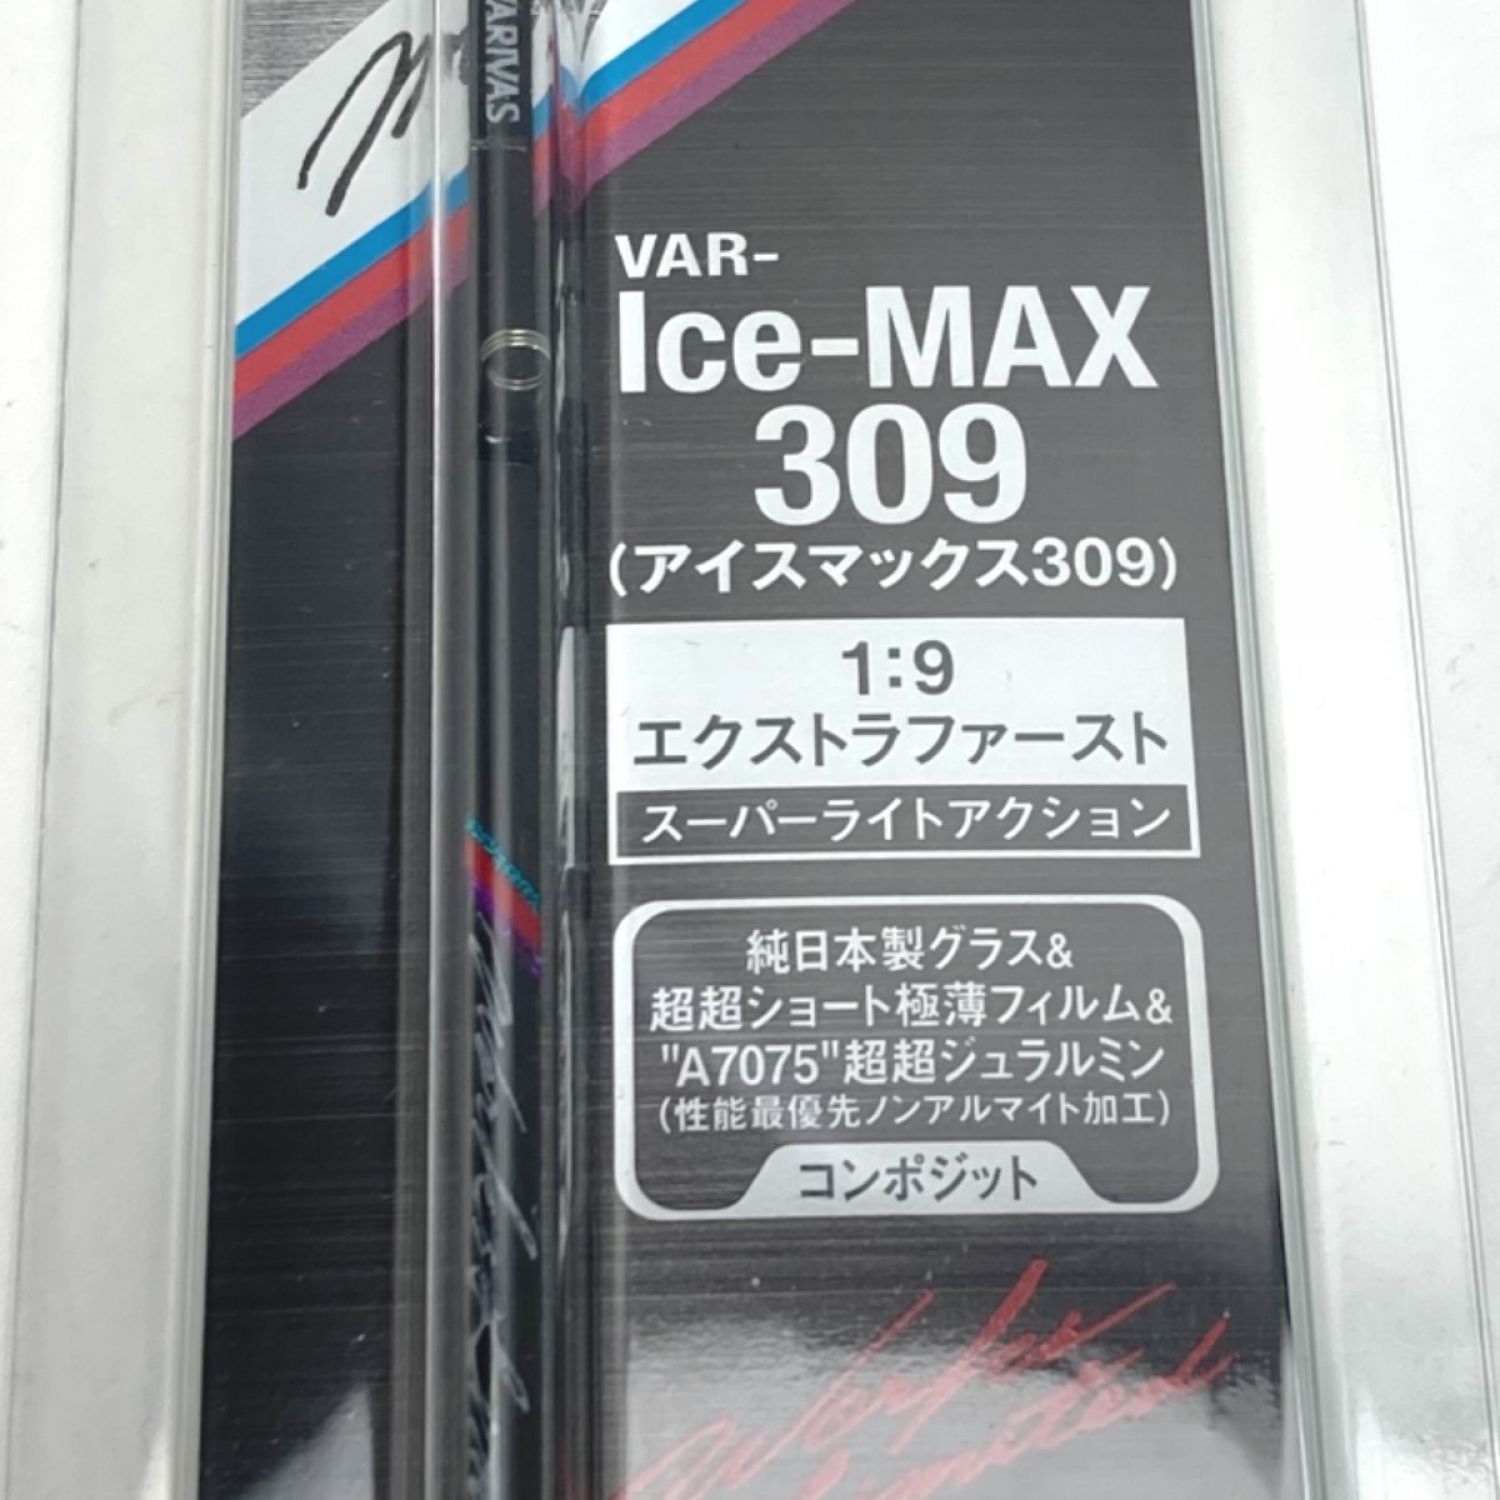 VARIVAS
VAR-
Ice-MAX
309
(アイスマックス309)
1:9
エクストラファースト
スーパーライトアクション
純日本製グラス&
超超ショート極薄フィルム&
"A7075"超超ジュラルミン
(性能最優先ノンアルマイト加工)
コンポジット
Works
Limited